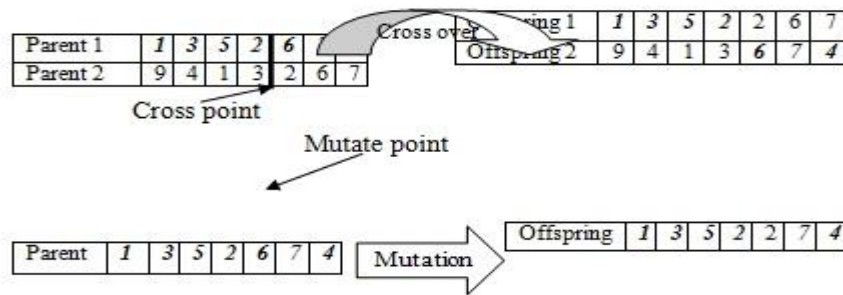 Offspring 1 1 3 5 2 2 6 7
Parent 1 1 3 5 2 6
Cross over
Offspring 2 9 4 1 3 6 7 4
Parent 2 9 4 1 3 2 6 7
Cross point
Mutate point
Offspring 1 3 5 2 2 7 4
Parent 1 3 5 2 6 7 4
Mutation